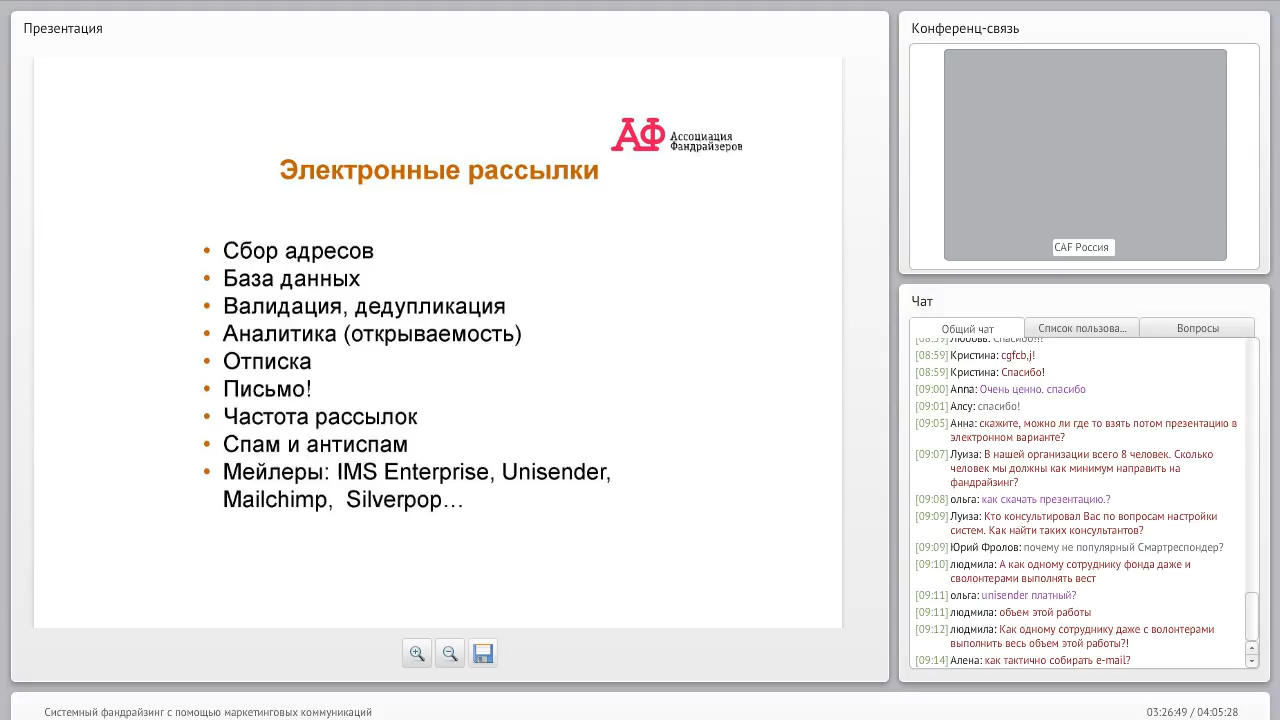 Презентация
АФ Ассоциация
Фандрайзеров
Электронные рассылки
• Сбор адресов
• База данных
• Валидация, дедупликация
• Аналитика (открываемость)
• Отписка
• Письмо!
• Частота рассылок
• Спам и антиспам
• Мейлеры: IMS Enterprise, Unisender,
Mailchimp, Silverpop…
Конференц-связь
CAF Россия
Чат
Общий чат
Список пользова...
Вопросы
[08:59] Любовь: Спасибо!!!
[08:59] Кристина: cgfcb,j!
[08:59] Кристина: Спасибо!
[09:00] Anna: Очень ценно. спасибо
[09:01] Алсу: спасибо!
[09:05] Анна: скажите, можно ли где то взять потом презентацию в
электронном варианте?
[09:07] Луиза: В нашей организации всего 8 человек. Сколько
человек мы должны как минимум направить на
фандрайзинг?
[09:08] ольга: как скачать презентацию.?
[09:09] Луиза: Кто консультировал Вас по вопросам настройки
систем. Как найти таких консультантов?
[09:09] Юрий Фролов: почему не популярный Смартреспондер?
[09:10] людмила: А как одному сотруднику фонда даже и
сволонтерами выполнять вест
[09:11] ольга: unisender платный?
[09:11] людмила: объем этой работы
[09:12] людмила: Как одному сотруднику даже с волонтерами
выполнить весь объем этой работы?!
[09:14] Алена: как тактично собирать e-mail?
Системный фандрайзинг с помощью маркетинговых коммуникаций
03:26:49 / 04:05:28